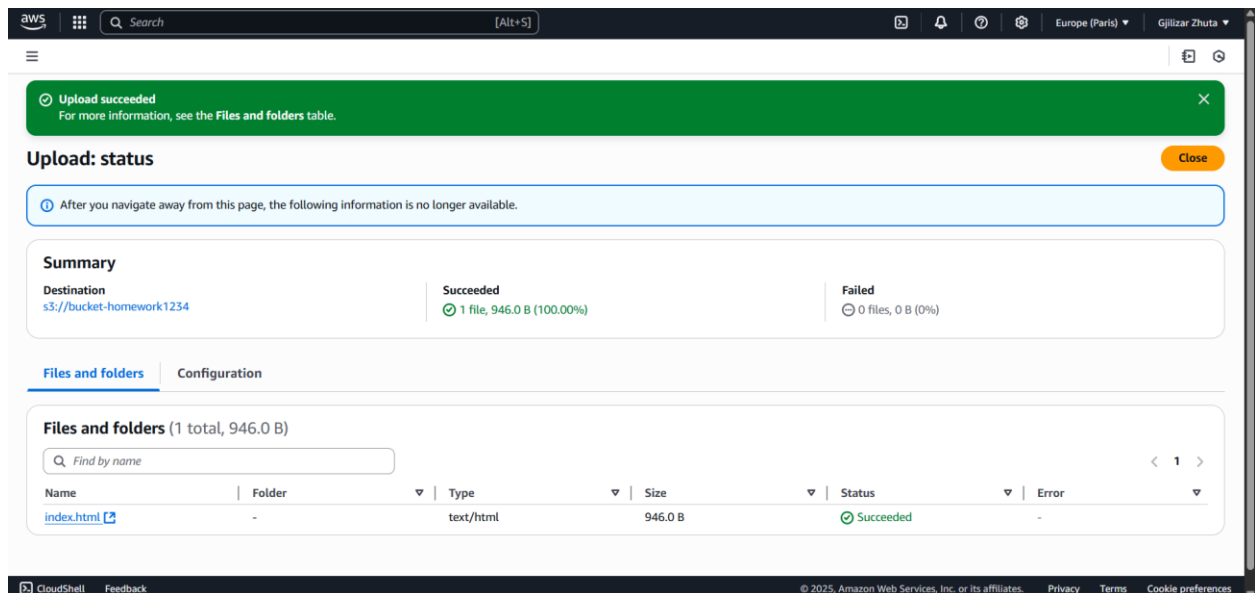 aws Search [Alt+S] Europe (Paris) Gjilizar Zhuta
Upload succeeded
For more information, see the Files and folders table.
Upload: status
Close
After you navigate away from this page, the following information is no longer available.
Summary
Destination Succeeded Failed
s3://bucket-homework1234 1 file, 946.0 B (100.00%) 0 files, 0 B (0%)
Files and folders Configuration
Files and folders (1 total, 946.0 B)
Find by name 1
Name Folder Type Size Status Error
index.html - text/html 946.0 B Succeeded -
CloudShell Feedback © 2025, Amazon Web Services, Inc. or its affiliates. Privacy Terms Cookie preferences